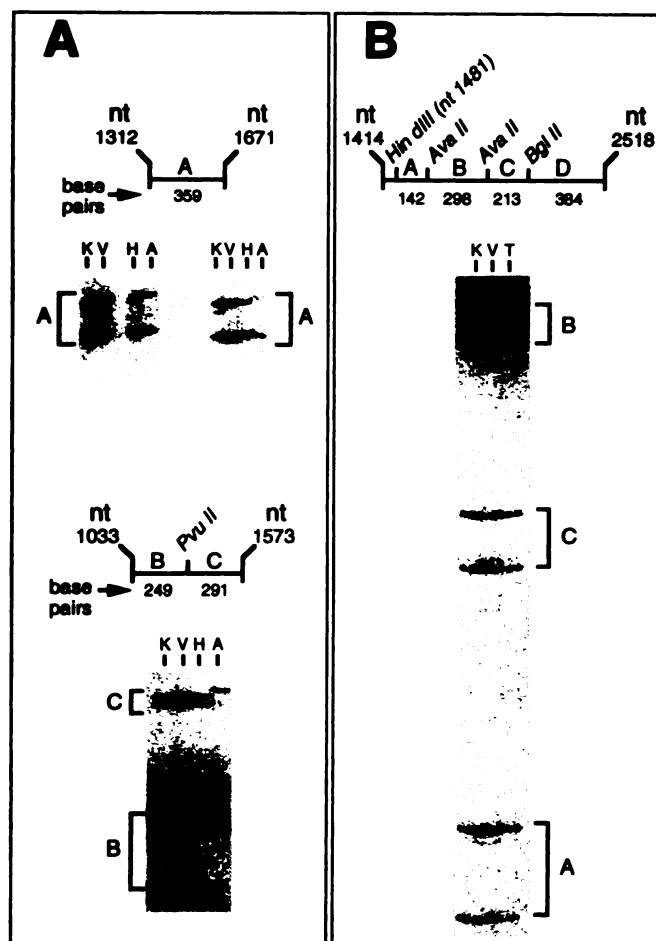 A
nt
1312
nt
1671
A
base
pairs
359
K V H A
K V H A
A
A
nt
1033
Pvu II
nt
1573
B C
base
pairs
249 291
K V H A
C
B
B
nt
1414
Hin dIII (nt 1481)
Ava II
Ava II
Bgl II
nt
2518
A B C D
142 298 213 384
K V T
B
C
A